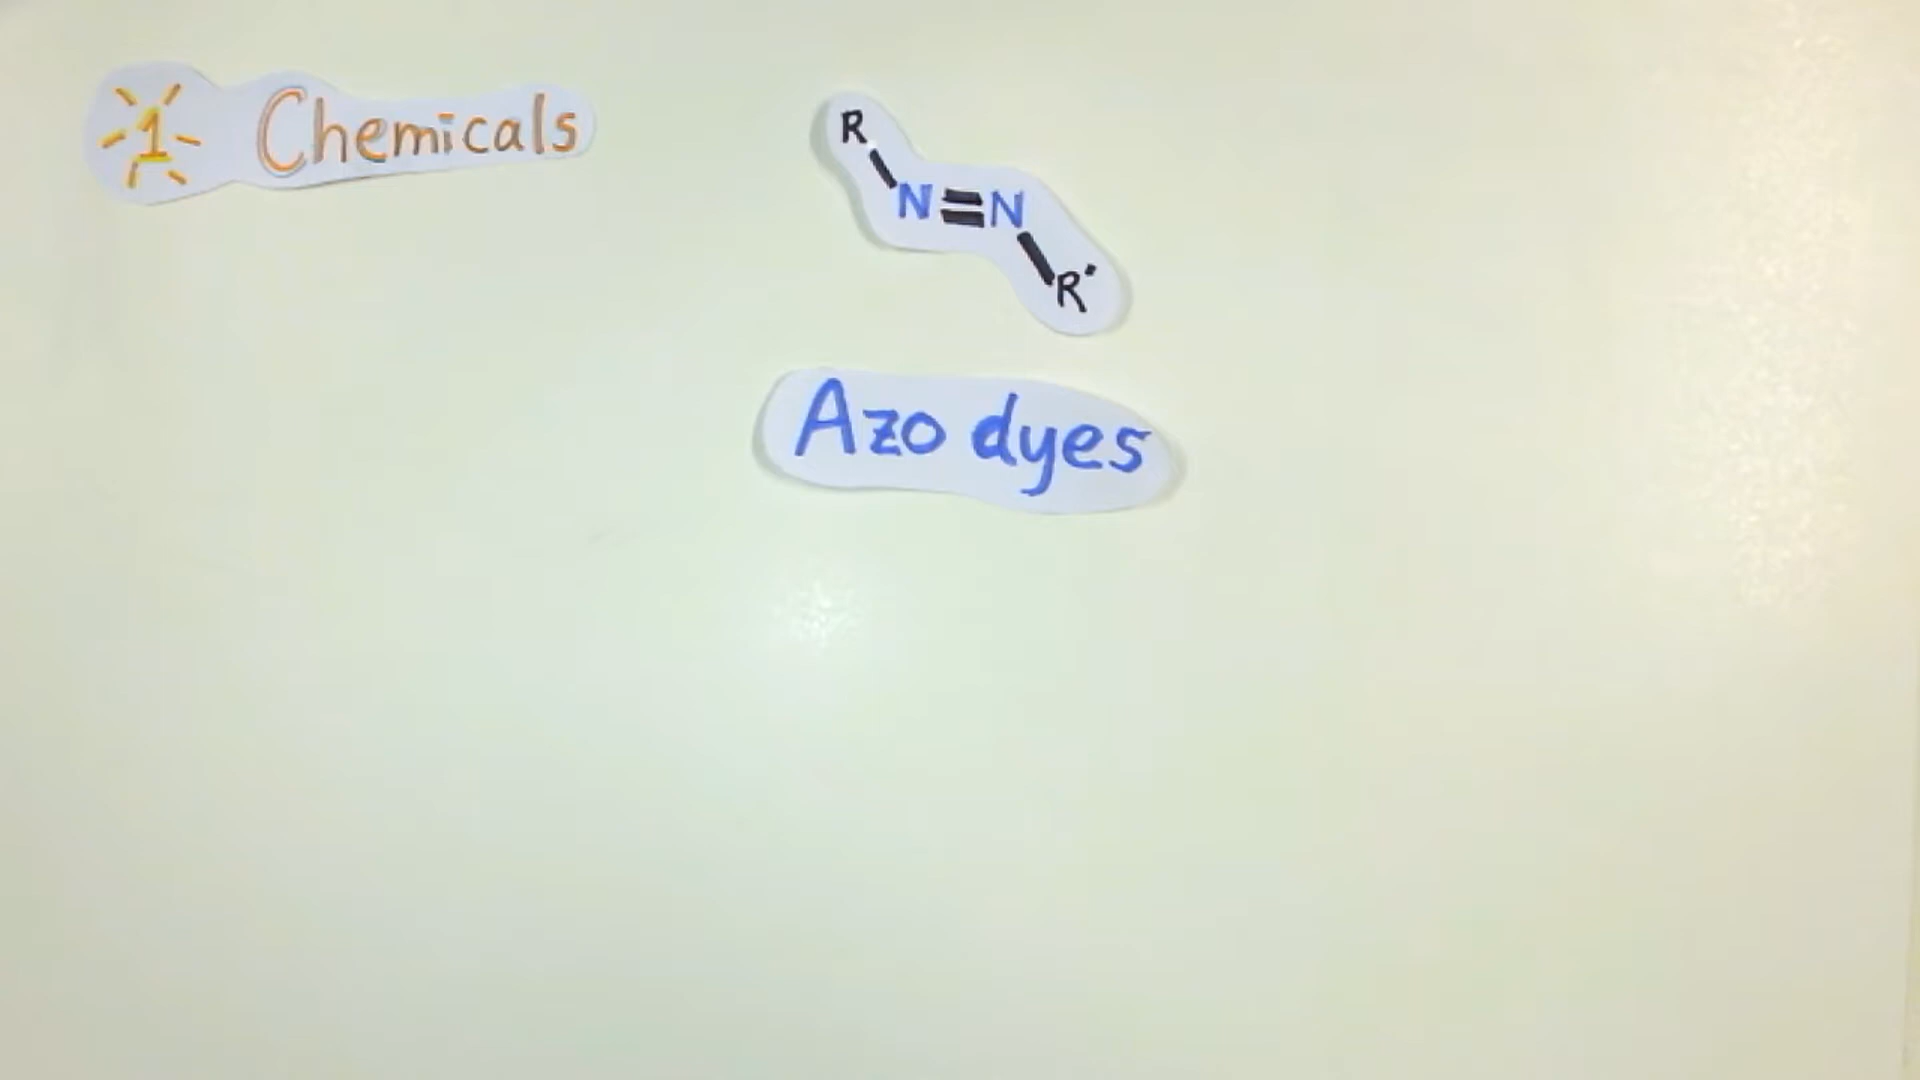 1 Chemicals
R
N=N
R'
Azo dyes